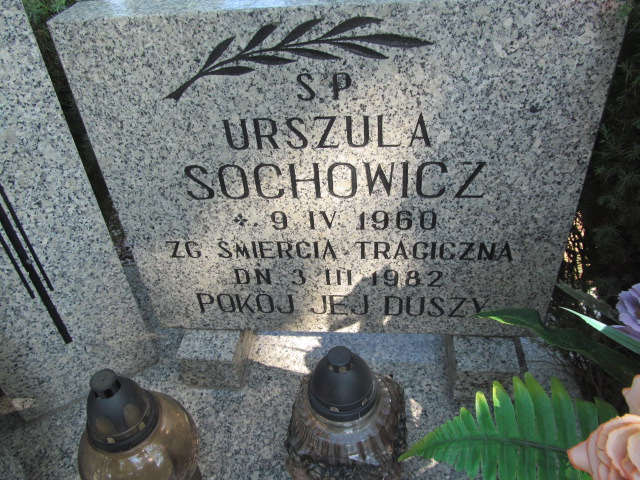 Ś.P.
URSZULA
SOCHOWICZ
* 9 IV 1960
ZG ŚMIERCIĄ TRAGICZNĄ
DN 3 III 1982
POKÓJ JEJ DUSZY